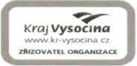 Kraj Vysočina
www.kr-vysocina.cz
ZŘIZOVATEL ORGANIZACE